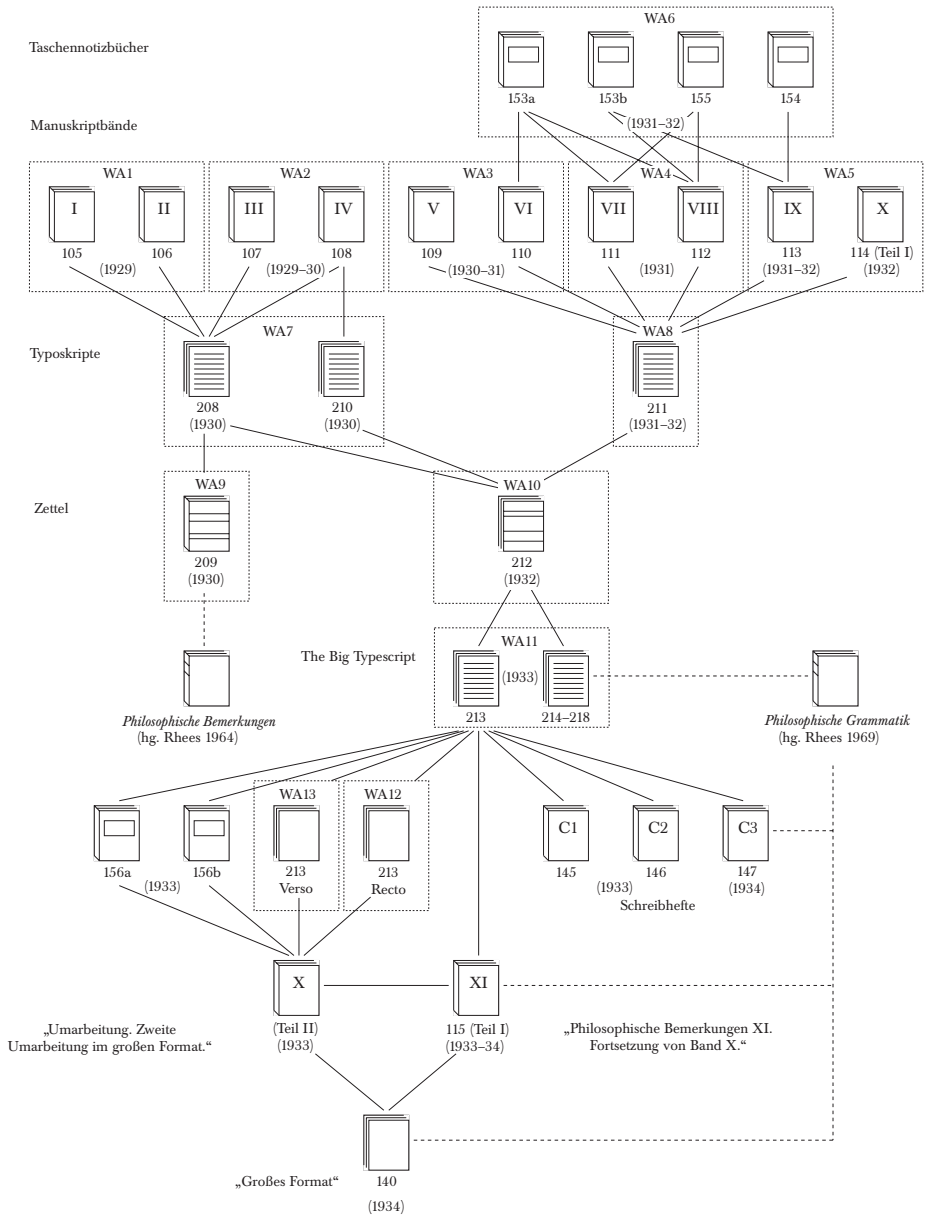 WA6
Taschennotizbücher
153a 153b 155 154
Manuskriptbände
(1931–32)
WA1 WA2 WA3 WA4 WA5
I II III IV V VI VII VIII IX X
105 106 107 108 109 110 111 112 113 114 (Teil I)
(1929) (1929–30) (1930–31) (1931) (1931–32) (1932)
WA7 WA8
Typoskripte
208 210 211
(1930) (1930) (1931–32)
WA9 WA10
Zettel
209 212
(1930) (1932)
WA11
The Big Typescript
(1933)
213 214–218
Philosophische Bemerkungen
(hg. Rhees 1964)
Philosophische Grammatik
(hg. Rhees 1969)
WA13 WA12
C1 C2 C3
156a 156b 213 213 145 146 147
(1933) Verso Recto (1933) (1934)
Schreibhefte
X XI
(Teil II) 115 (Teil I)
(1933) (1933–34)
„Umarbeitung. Zweite
Umarbeitung im großen Format.“
„Philosophische Bemerkungen XI.
Fortsetzung von Band X.“
„Großes Format“ 140
(1934)